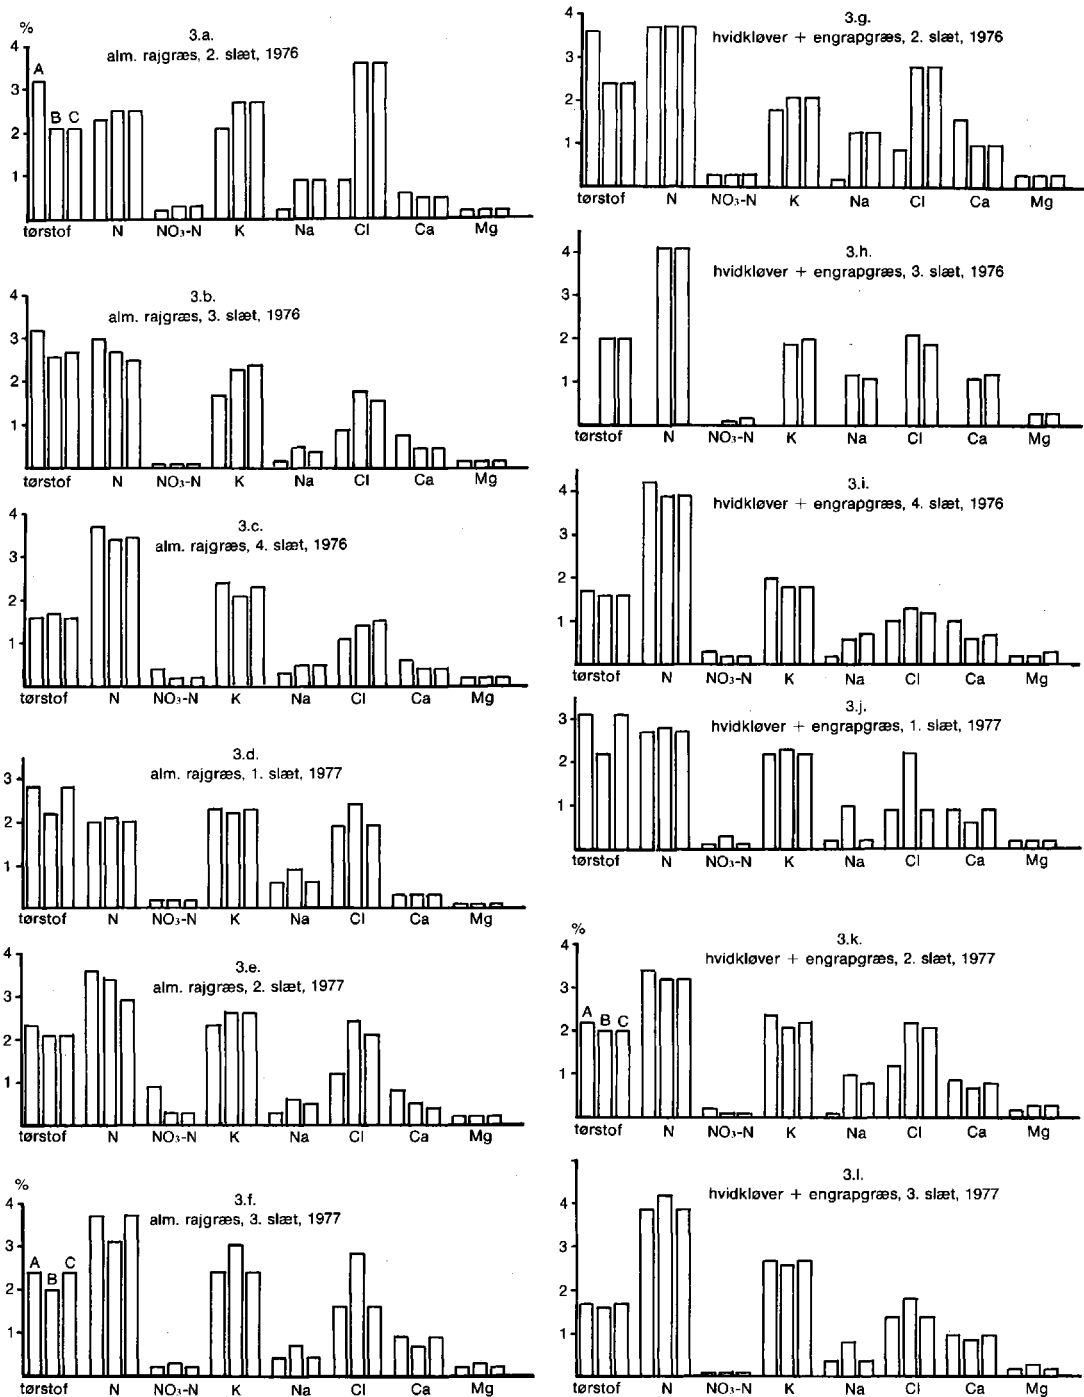 %
3.a.
alm. rajgræs, 2. slæt, 1976
4
A
3
B C
2
1
tørstof N NO₃-N K Na Cl Ca Mg
3.b.
alm. rajgræs, 3. slæt, 1976
4
3
2
1
tørstof N NO₃-N K Na Cl Ca Mg
3.c.
alm. rajgræs, 4. slæt, 1976
4
3
2
1
tørstof N NO₃-N K Na Cl Ca Mg
3.d.
alm. rajgræs, 1. slæt, 1977
3
2
1
tørstof N NO₃-N K Na Cl Ca Mg
3.e.
alm. rajgræs, 2. slæt, 1977
4
3
2
1
tørstof N NO₃-N K Na Cl Ca Mg
%
3.f.
alm. rajgræs, 3. slæt, 1977
4
3
A B C
2
1
tørstof N NO₃-N K Na Cl Ca Mg
3.g.
hvidkløver + engrapgræs, 2. slæt, 1976
4
3
2
1
tørstof N NO₃-N K Na Cl Ca Mg
3.h.
hvidkløver + engrapgræs, 3. slæt, 1976
4
3
2
1
tørstof N NO₃-N K Na Cl Ca Mg
3.i.
hvidkløver + engrapgræs, 4. slæt, 1976
4
3
2
1
tørstof N NO₃-N K Na Cl Ca Mg
3.j.
hvidkløver + engrapgræs, 1. slæt, 1977
3
2
1
tørstof N NO₃-N K Na Cl Ca Mg
%
3.k.
hvidkløver + engrapgræs, 2. slæt, 1977
4
3
A B C
2
1
tørstof N NO₃-N K Na Cl Ca Mg
3.l.
hvidkløver + engrapgræs, 3. slæt, 1977
4
3
2
1
tørstof N NO₃-N K Na Cl Ca Mg